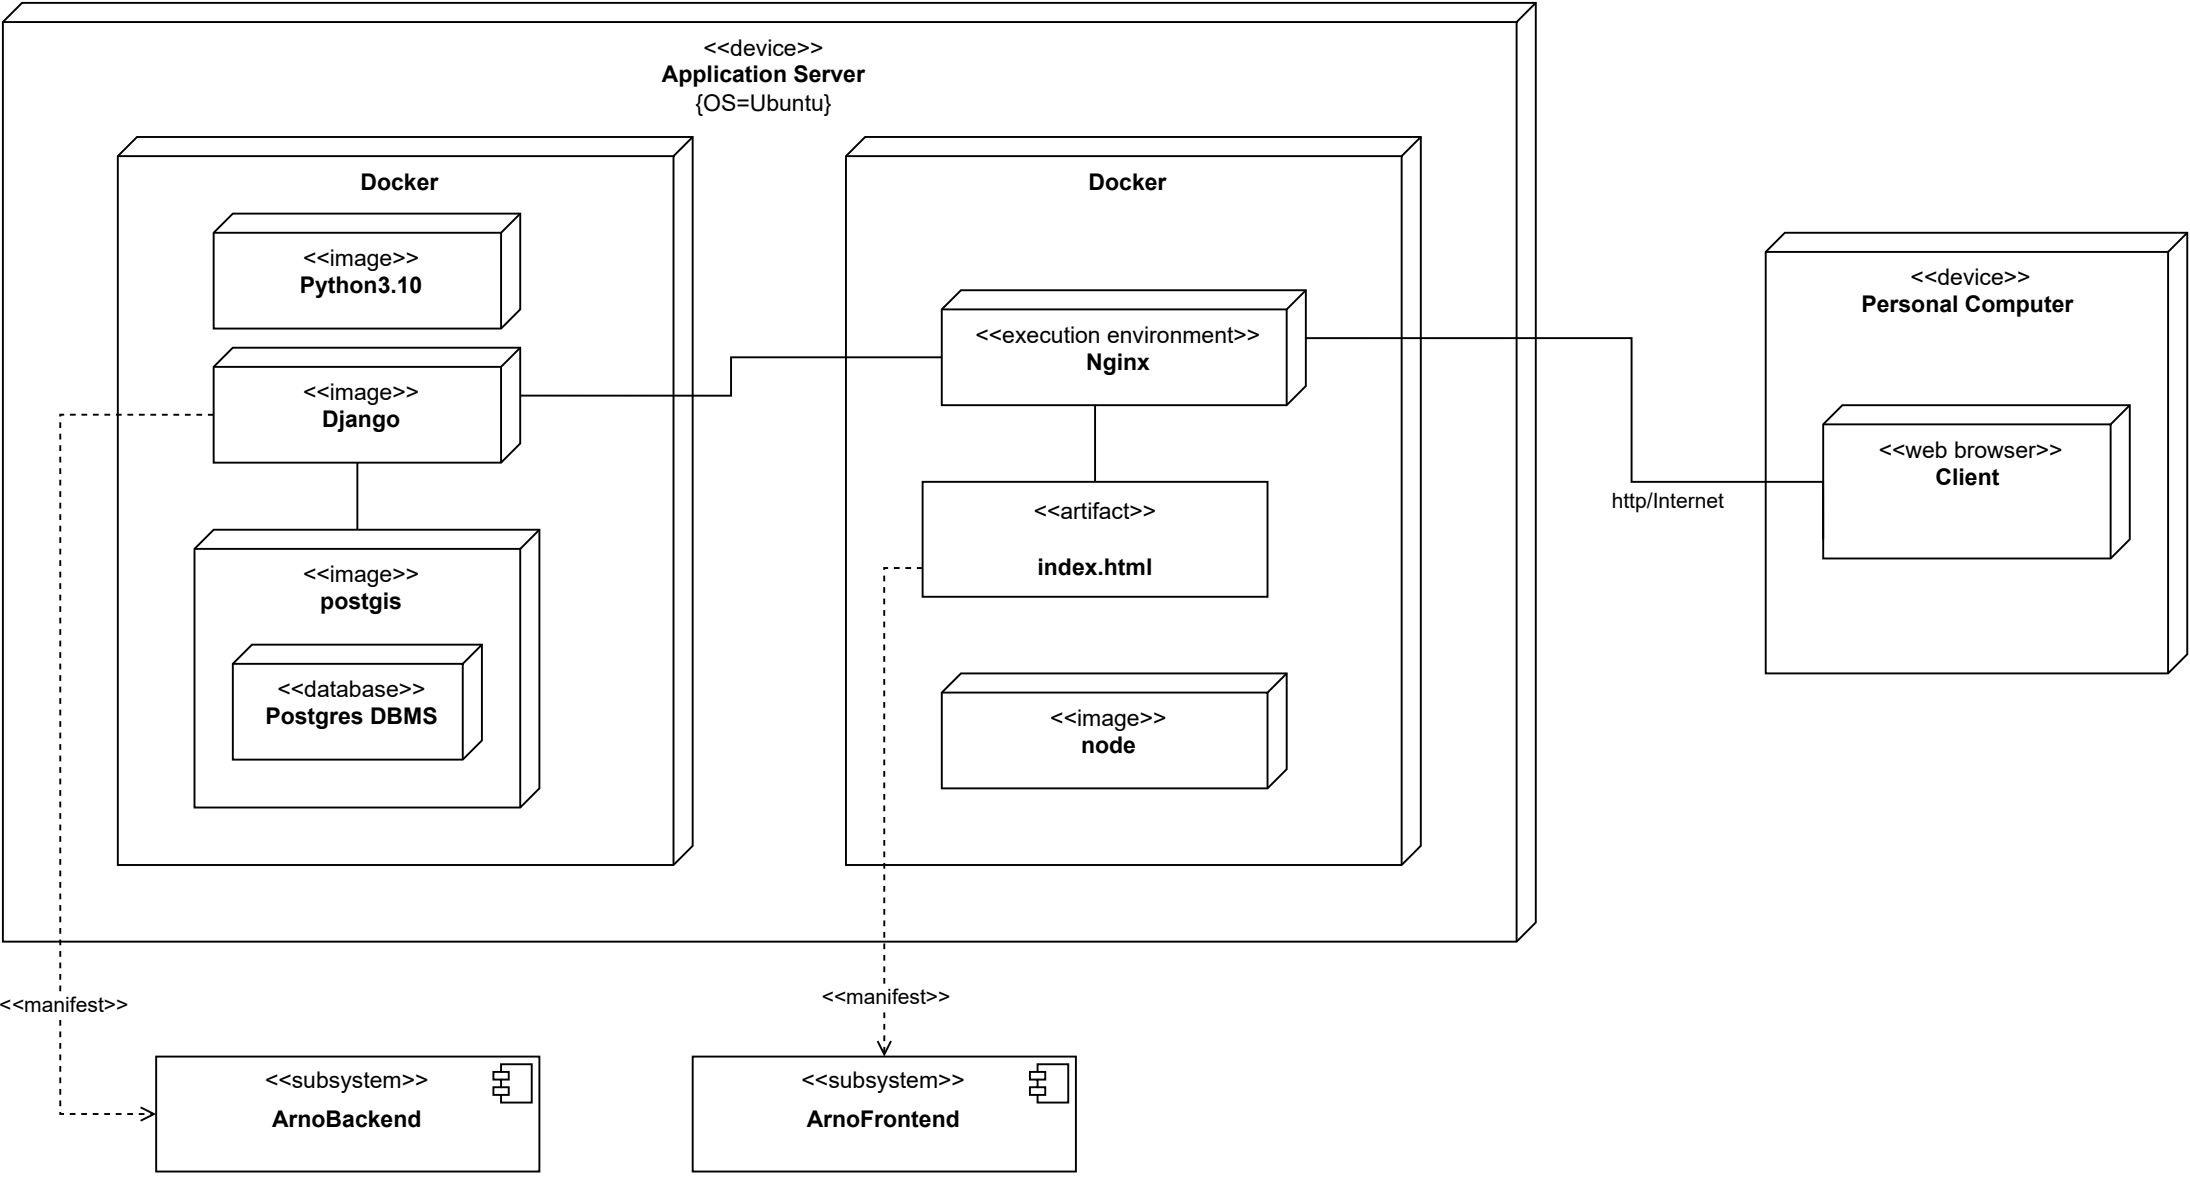 <<device>>
Application Server
{OS=Ubuntu}
Docker
<<image>>
Python3.10
<<image>>
Django
<<image>>
postgis
<<database>>
Postgres DBMS
Docker
<<execution environment>>
Nginx
<<artifact>>
index.html
<<image>>
node
http/Internet
<<device>>
Personal Computer
<<web browser>>
Client
<<manifest>>
<<manifest>>
<<subsystem>>
ArnoBackend
<<subsystem>>
ArnoFrontend